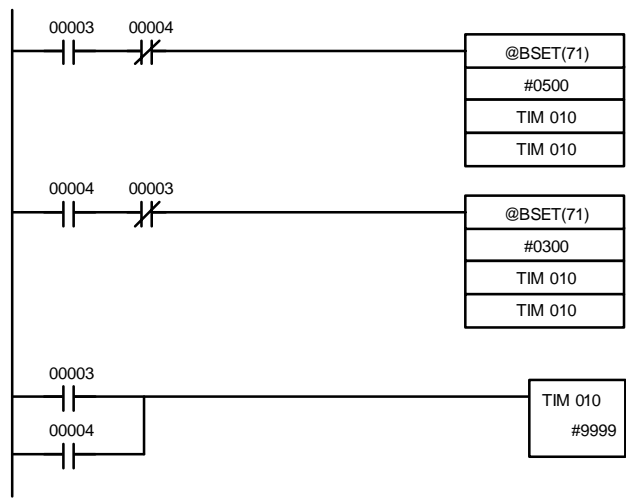 00003 00004
@BSET(71)
#0500
TIM 010
TIM 010
00004 00003
@BSET(71)
#0300
TIM 010
TIM 010
00003
TIM 010
00004
#9999